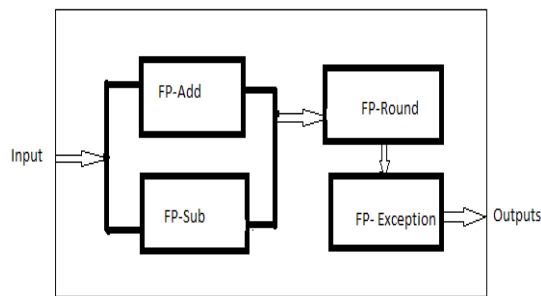 FP-Add
FP-Round
Input
FP-Sub
FP- Exception
Outputs